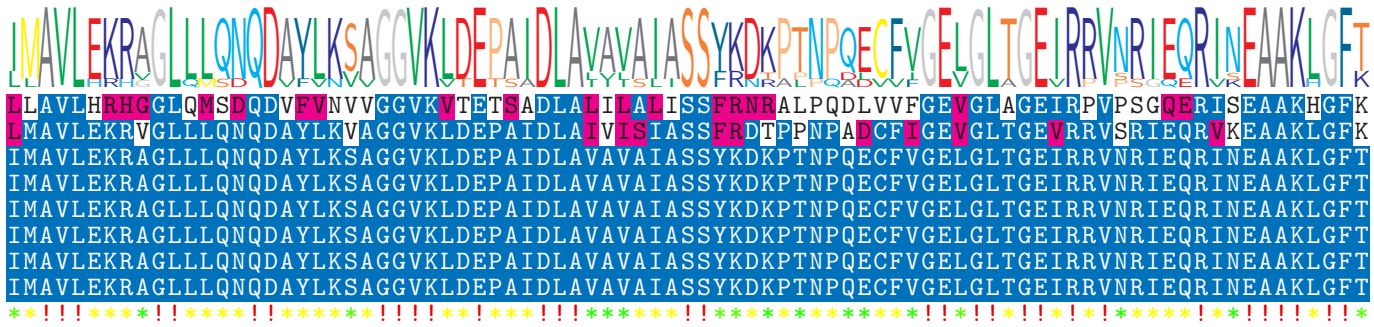 IMAVLEKRAGLLLQNQDAYLKSAGGVKLDEPAIDLAVAVAIASSYKDKPTNPQECFVGELGLTGEIRRVNRIEQRINEAAKLGFT
LLAVLHRHGGLQMSDQDVFVNVVGGVKVTETSADLALILALISSFRNRALPQDLVVFGEVGLAGEIRPVPSGQERISEAAKHGFK
LMAVLEKRVGLLLQNQDAYLKVAGGVKLDEPAIDLAIVISIASSFRDTPPNPADCFIGEVGLTGEVRRVSRIEQRVKEAAKLGFK
IMAVLEKRAGLLLQNQDAYLKSAGGVKLDEPAIDLAVAVAIASSYKDKPTNPQECFVGELGLTGEIRRVNRIEQRINEAAKLGFT
IMAVLEKRAGLLLQNQDAYLKSAGGVKLDEPAIDLAVAVAIASSYKDKPTNPQECFVGELGLTGEIRRVNRIEQRINEAAKLGFT
IMAVLEKRAGLLLQNQDAYLKSAGGVKLDEPAIDLAVAVAIASSYKDKPTNPQECFVGELGLTGEIRRVNRIEQRINEAAKLGFT
IMAVLEKRAGLLLQNQDAYLKSAGGVKLDEPAIDLAVAVAIASSYKDKPTNPQECFVGELGLTGEIRRVNRIEQRINEAAKLGFT
IMAVLEKRAGLLLQNQDAYLKSAGGVKLDEPAIDLAVAVAIASSYKDKPTNPQECFVGELGLTGEIRRVNRIEQRINEAAKLGFT
IMAVLEKRAGLLLQNQDAYLKSAGGVKLDEPAIDLAVAVAIASSYKDKPTNPQECFVGELGLTGEIRRVNRIEQRINEAAKLGFT
**!!!****!!****!!******!!!!**!***!!!******!!*************!!*!!*!!*!*!*****!**!!!!*!!*